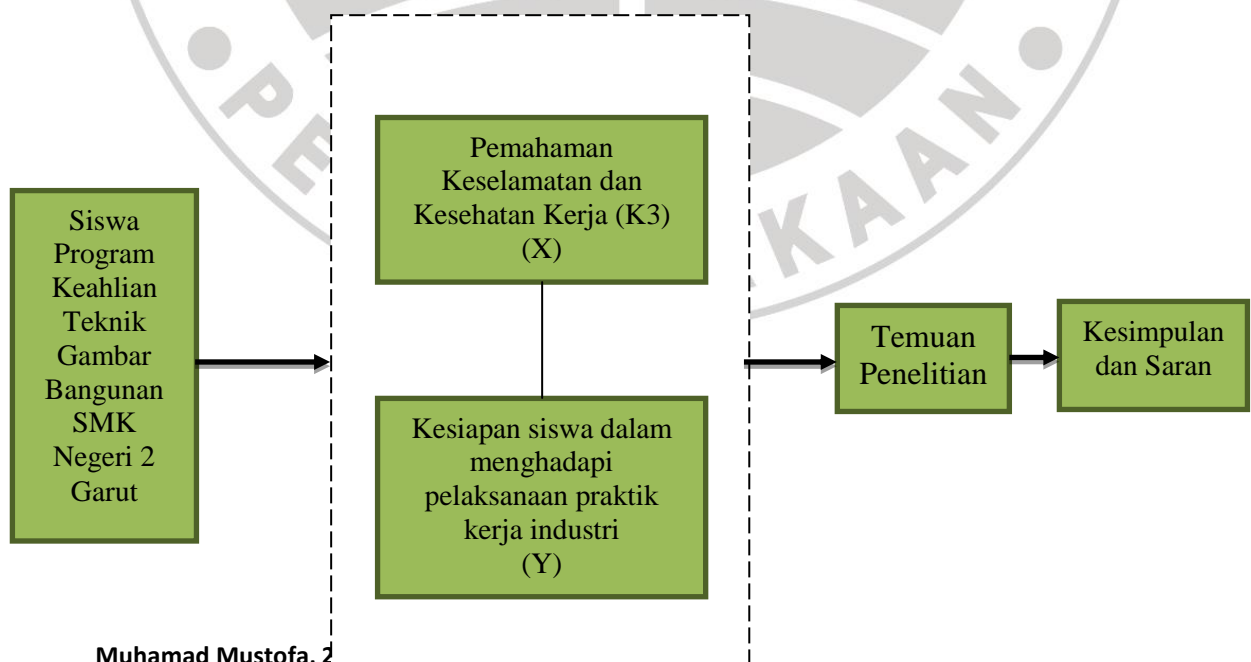 Siswa
Program
Keahlian
Teknik
Gambar
Bangunan
SMK
Negeri 2
Garut
Pemahaman
Keselamatan dan
Kesehatan Kerja (K3)
(X)
Kesiapan siswa dalam
menghadapi
pelaksanaan praktik
kerja industri
(Y)
Temuan
Penelitian
Kesimpulan
dan Saran
Muhamad Mustofa, 2